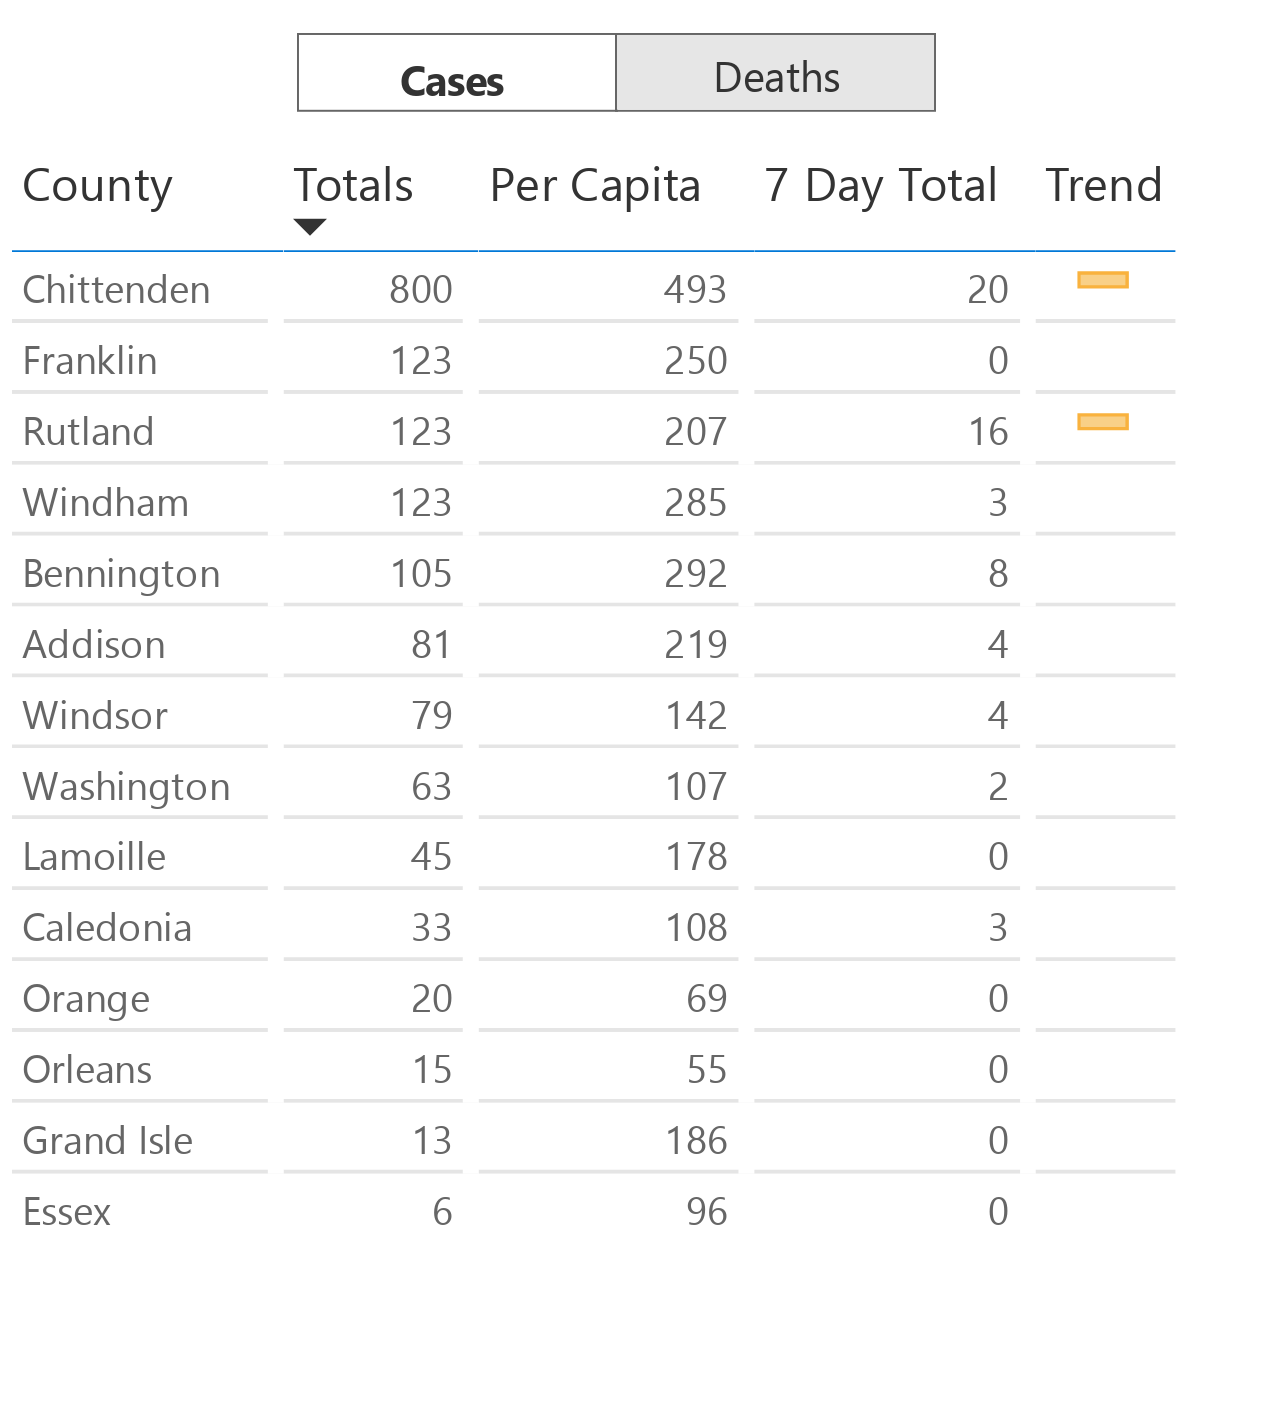 Cases Deaths
County Totals Per Capita 7 Day Total Trend
Chittenden 800 493 20
Franklin 123 250 0
Rutland 123 207 16
Windham 123 285 3
Bennington 105 292 8
Addison 81 219 4
Windsor 79 142 4
Washington 63 107 2
Lamoille 45 178 0
Caledonia 33 108 3
Orange 20 69 0
Orleans 15 55 0
Grand Isle 13 186 0
Essex 6 96 0